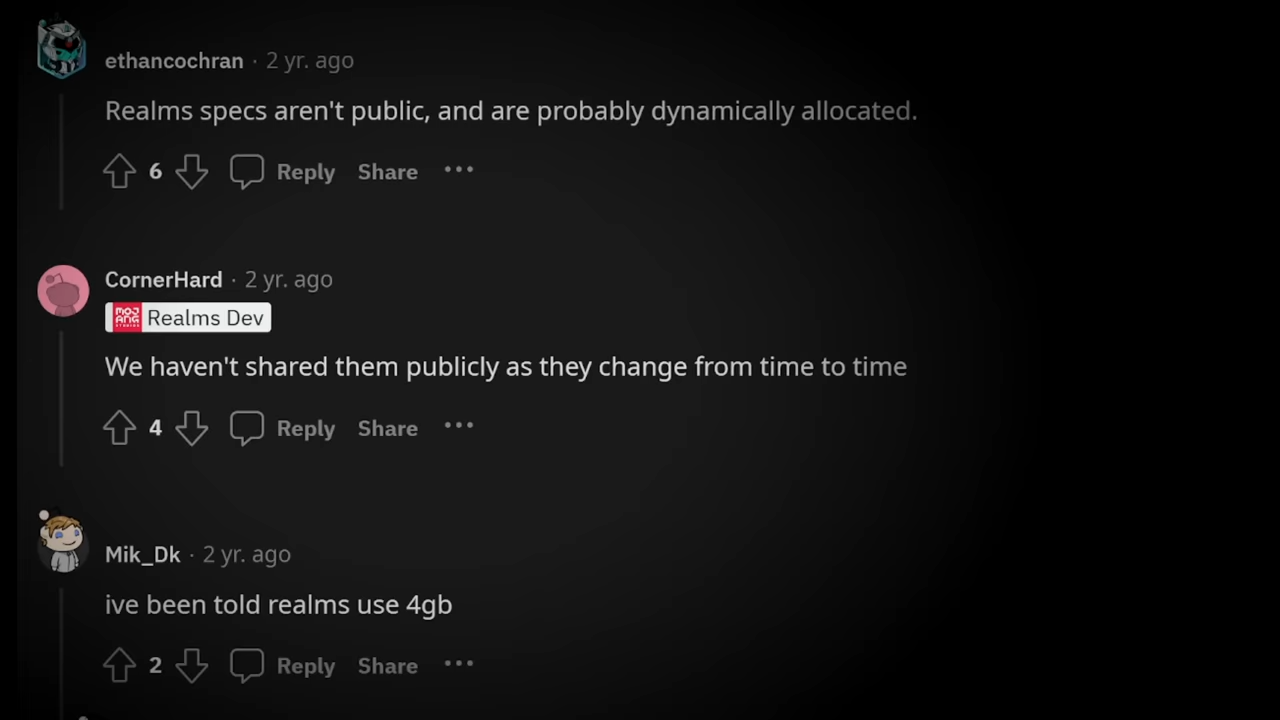 ethancochran · 2 yr. ago
Realms specs aren't public, and are probably dynamically allocated.
6 Reply Share ···
CornerHard · 2 yr. ago
MOJANG STUDIOS Realms Dev
We haven't shared them publicly as they change from time to time
4 Reply Share ···
Mik_Dk · 2 yr. ago
ive been told realms use 4gb
2 Reply Share ···